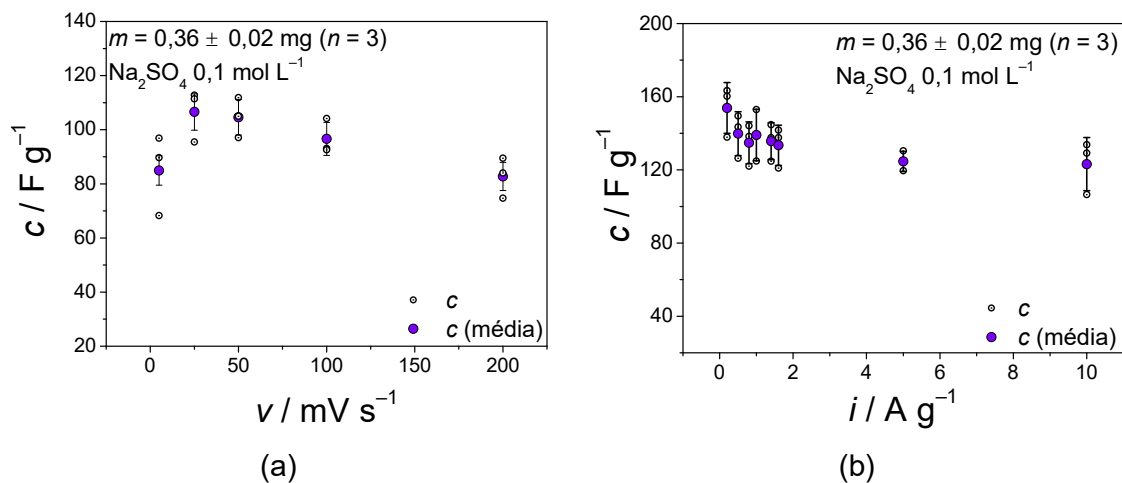 m = 0,36 ± 0,02 mg (n = 3)
Na₂SO₄ 0,1 mol L⁻¹
c / F g⁻¹
140
120
100
80
60
40
20
0
50
100
150
200
v / mV s⁻¹
c
c (média)
(a)
m = 0,36 ± 0,02 mg (n = 3)
Na₂SO₄ 0,1 mol L⁻¹
c / F g⁻¹
200
160
120
80
40
0
2
4
6
8
10
i / A g⁻¹
c
c (média)
(b)